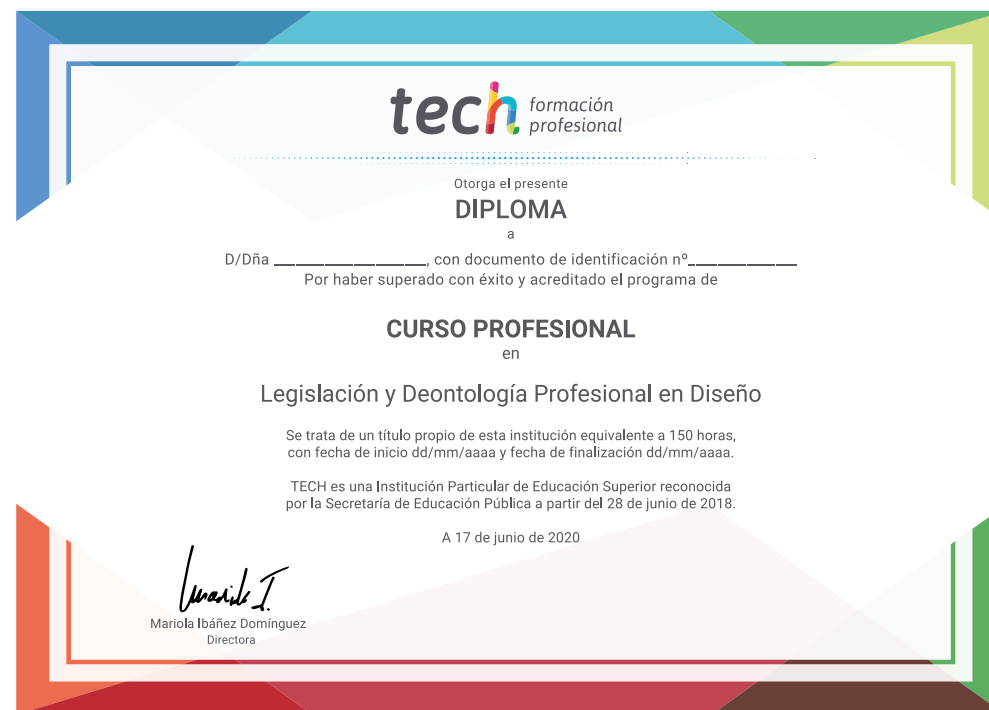 tech formación
profesional
Otorga el presente
DIPLOMA
a
D/Dña ______________, con documento de identificación nº__________
Por haber superado con éxito y acreditado el programa de
CURSO PROFESIONAL
en
Legislación y Deontología Profesional en Diseño
Se trata de un título propio de esta institución equivalente a 150 horas,
con fecha de inicio dd/mm/aaaa y fecha de finalización dd/mm/aaaa.
TECH es una Institución Particular de Educación Superior reconocida
por la Secretaría de Educación Pública a partir del 28 de junio de 2018.
A 17 de junio de 2020
Mariola Ibáñez Domínguez
Directora